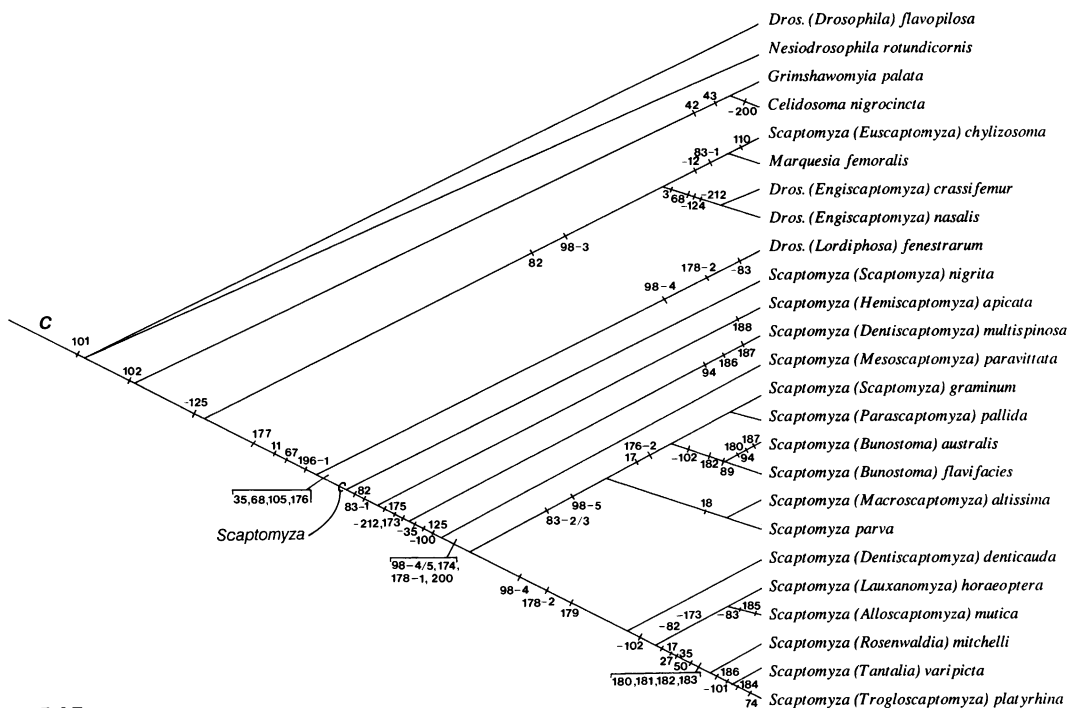 Dros. (Drosophila) flavopilosa
Nesiodrosophila rotundicornis
Grimshawomyia palata
43
42
-200
Celidosoma nigrocincta
Scaptomyza (Euscaptomyza) chylizosoma
110
83-1
-12
Marquesia femoralis
Dros. (Engiscaptomyza) crassifemur
3
68
-212
-124
Dros. (Engiscaptomyza) nasalis
98-3
82
Dros. (Lordiphosa) fenestrarum
178-2
-83
98-4
Scaptomyza (Scaptomyza) nigrita
Scaptomyza (Hemiscaptomyza) apicata
C
101
188
Scaptomyza (Dentiscaptomyza) multispinosa
187
186
94
Scaptomyza (Mesoscaptomyza) paravittata
102
Scaptomyza (Scaptomyza) graminum
-125
Scaptomyza (Parascaptomyza) pallida
177
11
67
196-1
176-2
17
-102
182
180
187
94
89
Scaptomyza (Bunostoma) australis
Scaptomyza (Bunostoma) flavifacies
35,68,105,176
82
83-1
98-5
83-2/3
18
Scaptomyza (Macroscaptomyza) altissima
175
-212,173
-35
125
-100
Scaptomyza parva
Scaptomyza
98-4/5,174,
178-1, 200
Scaptomyza (Dentiscaptomyza) denticauda
98-4
178-2
179
Scaptomyza (Lauxanomyza) horaeoptera
-173
-82
-83
185
Scaptomyza (Alloscaptomyza) mutica
-102
17
35
27
50
Scaptomyza (Rosenwaldia) mitchelli
180,181,182,183
186
Scaptomyza (Tantalia) varipicta
-101
184
74
Scaptomyza (Trogloscaptomyza) platyrhina